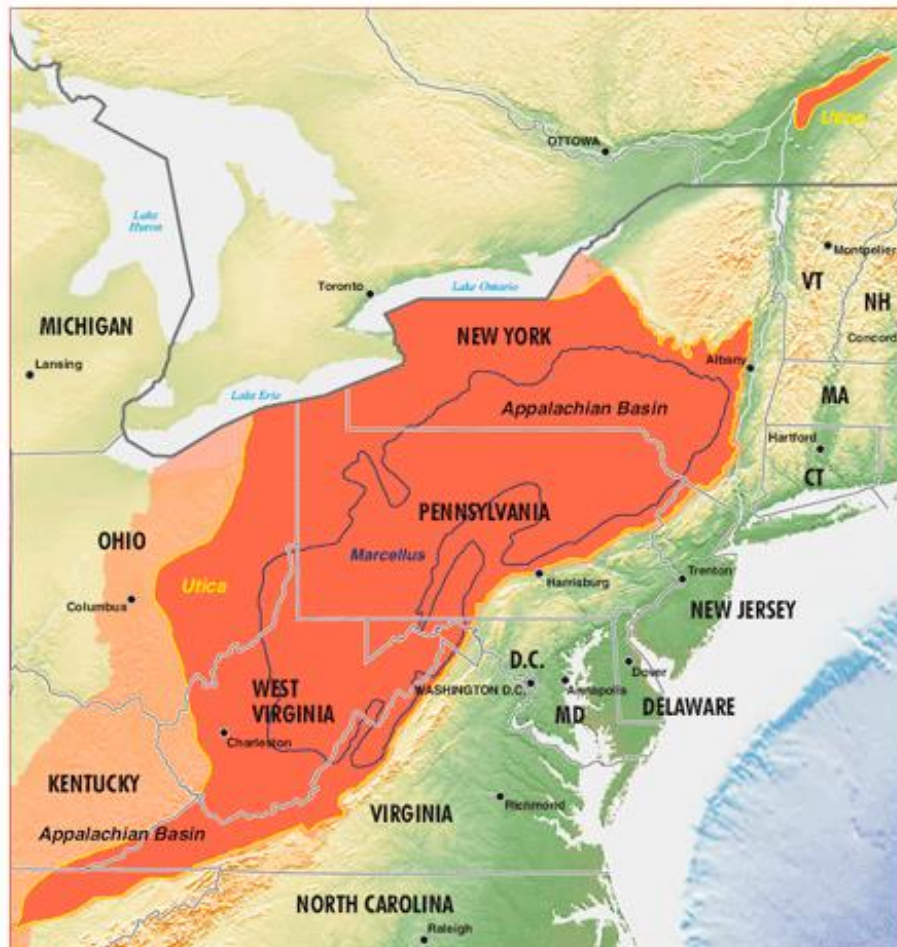 Utica
OTTOWA
Lake
Huron
Montpelier
VT
NH
Toronto
Lake Ontario
MICHIGAN
NEW YORK
Concord
Lansing
Albany
Lake Erie
MA
Appalachian Basin
Hartford
CT
PENNSYLVANIA
OHIO
Marcellus
Utica
Harrisburg
Trenton
Columbus
NEW JERSEY
D.C.
Dover
WASHINGTON D.C.
Annapolis
WEST
VIRGINIA
MD
DELAWARE
Charleston
KENTUCKY
VIRGINIA
Richmond
Appalachian Basin
NORTH CAROLINA
Raleigh